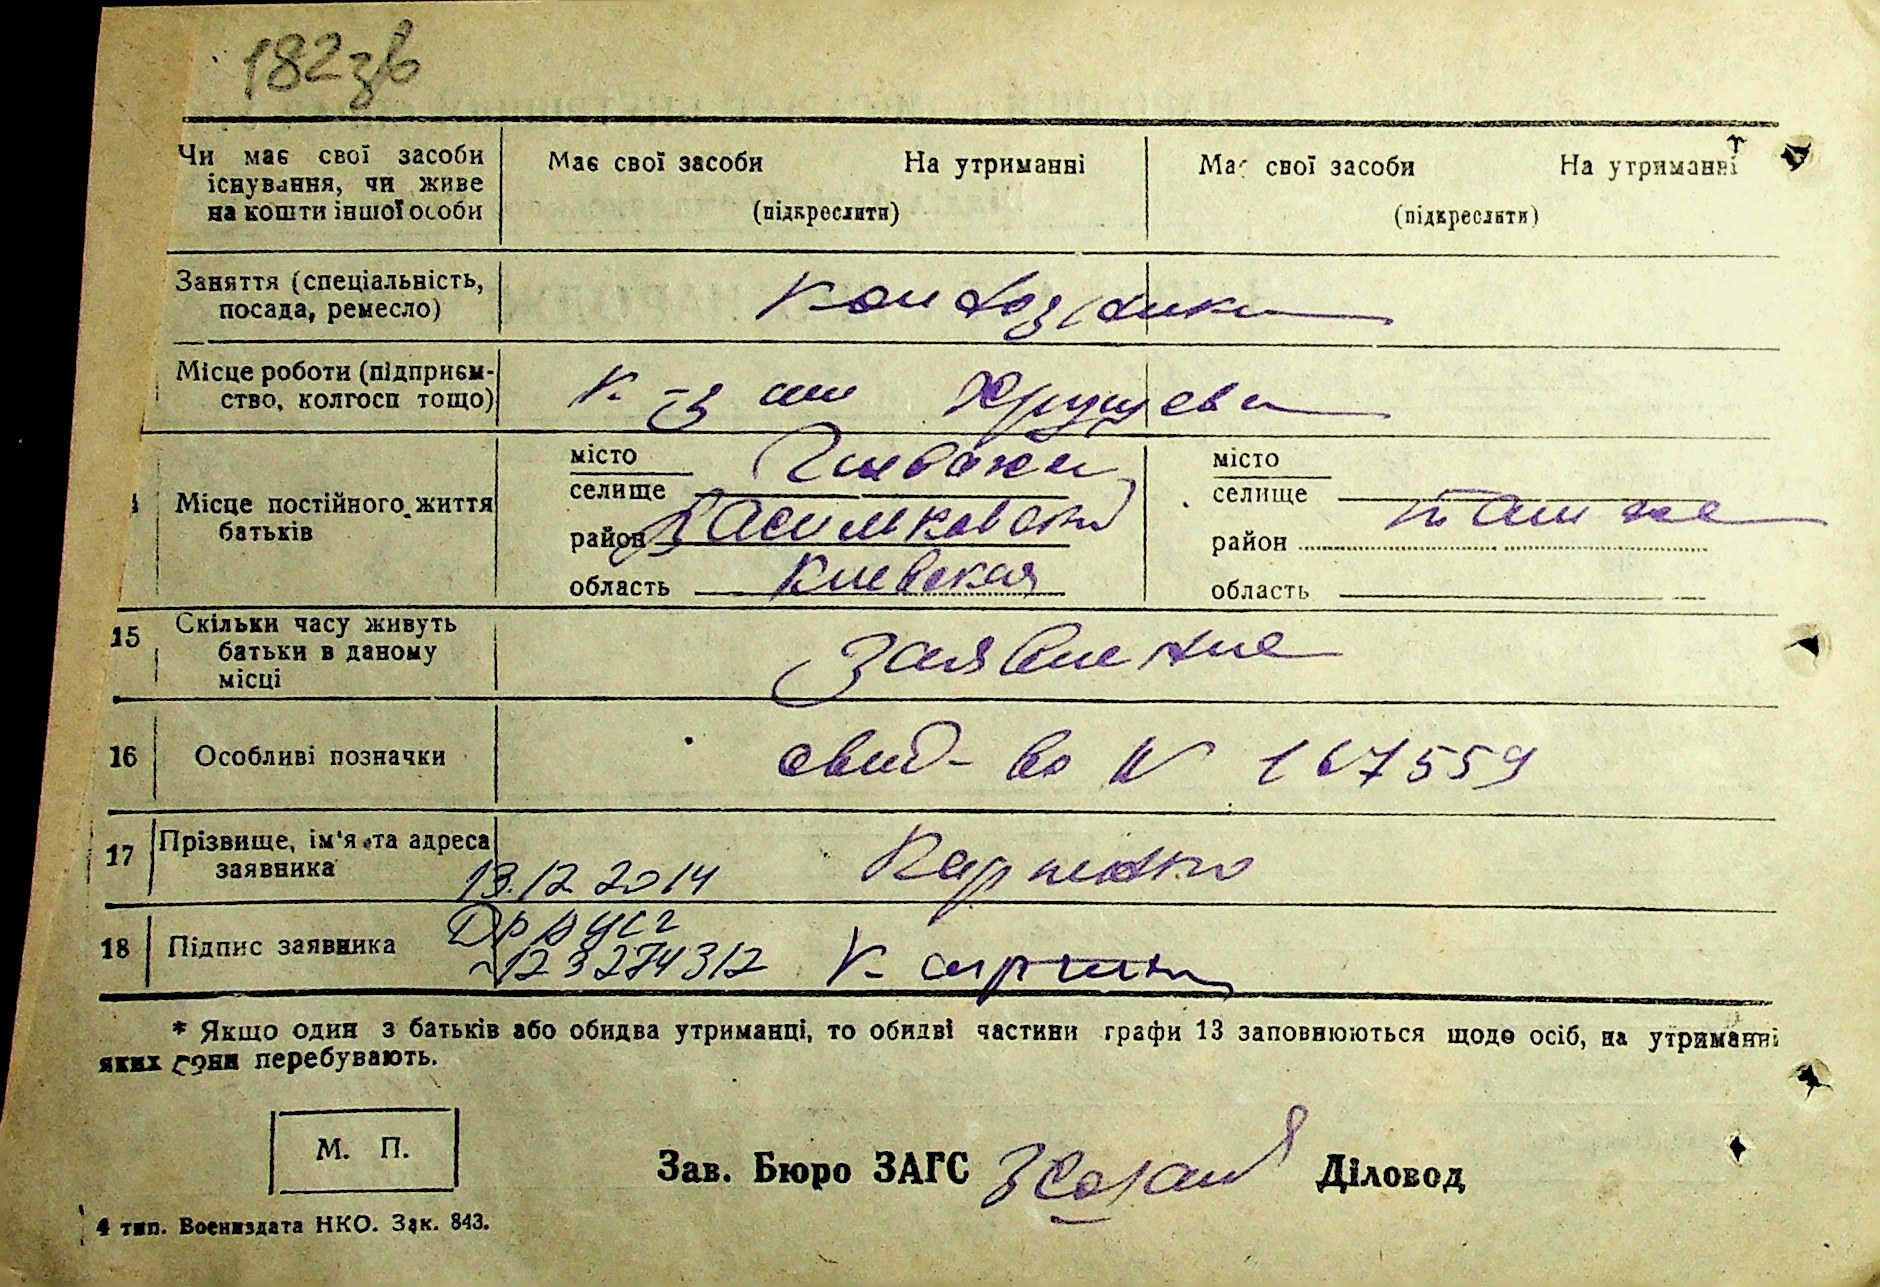 182зв
Чи має свої засоби існування, чи живе на кошти іншої особи
Має свої засоби На утриманні
(підкреслити)
Має свої засоби На утриманні
(підкреслити)
Заняття (спеціальність, посада, ремесло)
Колхозники
Місце роботи (підприєм-
ство, колгосп тощо)
К-з им Хрущева
Місце постійного життя батьків
місто
селище
Глеваха
район Васильковский
область Киевская
місто
селище
район
область
15 Скільки часу живуть батьки в даному місці
16 Особливі позначки
свид-во № 167559
17 Прізвище, ім'я та адреса заявника
Карпенко
13.12.2014
18 Підпис заявника
123274312
* Якщо один з батьків або обидва утриманці, то обидві частини графи 13 заповнюються щодо осіб, на утриманні
яких вони перебувають.
М. П.
Зав. Бюро ЗАГС Діловод
4 тип. Воениздата НКО. Зак. 843.